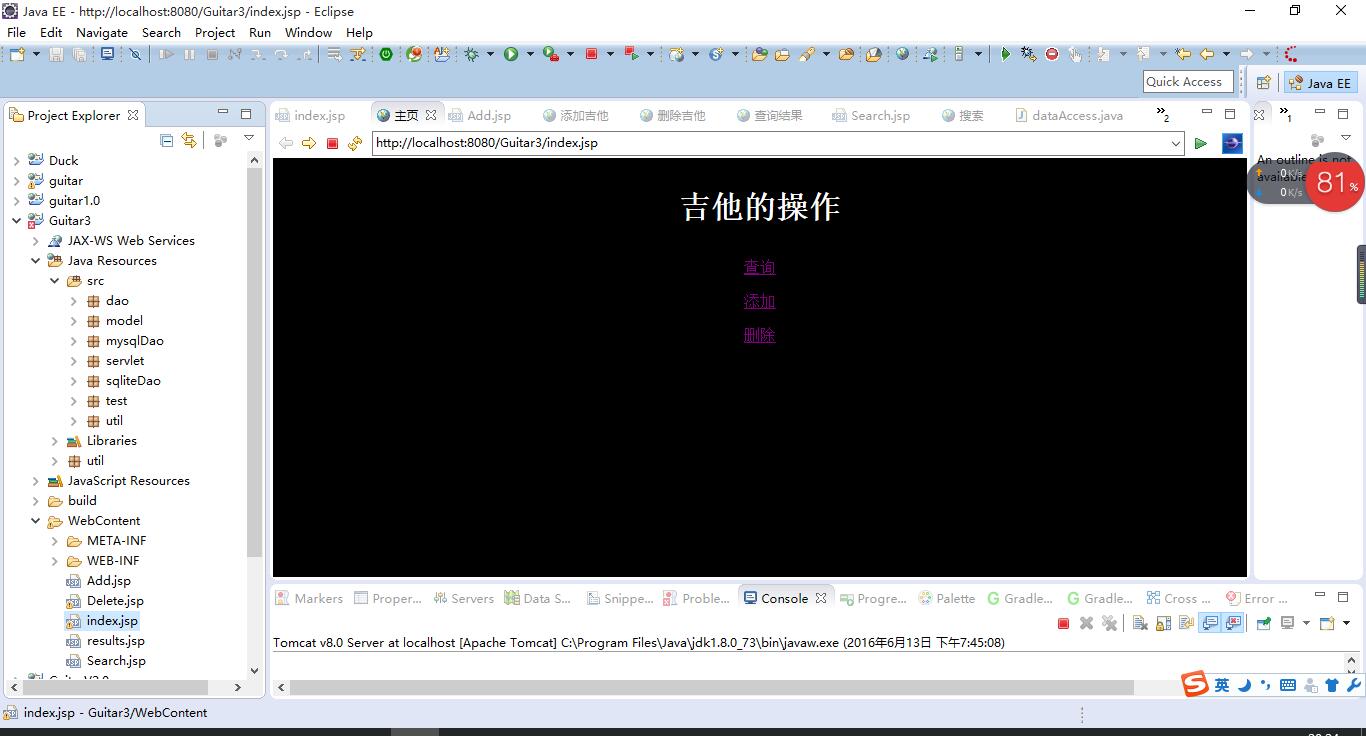 Java EE - http://localhost:8080/Guitar3/index.jsp - Eclipse
File Edit Navigate Search Project Run Window Help
Quick Access
Java EE
Project Explorer
index.jsp 主页 Add.jsp 添加吉他 删除吉他 查询结果 Search.jsp 搜索 dataAccess.java »2
»1
http://localhost:8080/Guitar3/index.jsp
An outline is not
0K/s
0K/s
81%
Duck
guitar
guitar1.0
Guitar3
JAX-WS Web Services
Java Resources
src
dao
model
mysqlDao
servlet
sqliteDao
test
util
Libraries
util
JavaScript Resources
build
WebContent
META-INF
WEB-INF
Add.jsp
Delete.jsp
index.jsp
results.jsp
Search.jsp
吉他的操作
查询
添加
删除
Markers Proper... Servers Data S... Snippe... Proble... Console Progre... Palette Gradle... Gradle... Cross ... Error ...
Tomcat v8.0 Server at localhost [Apache Tomcat] C:\Program Files\Java\jdk1.8.0_73\bin\javaw.exe (2016年6月13日 下午7:45:08)
英
index.jsp - Guitar3/WebContent